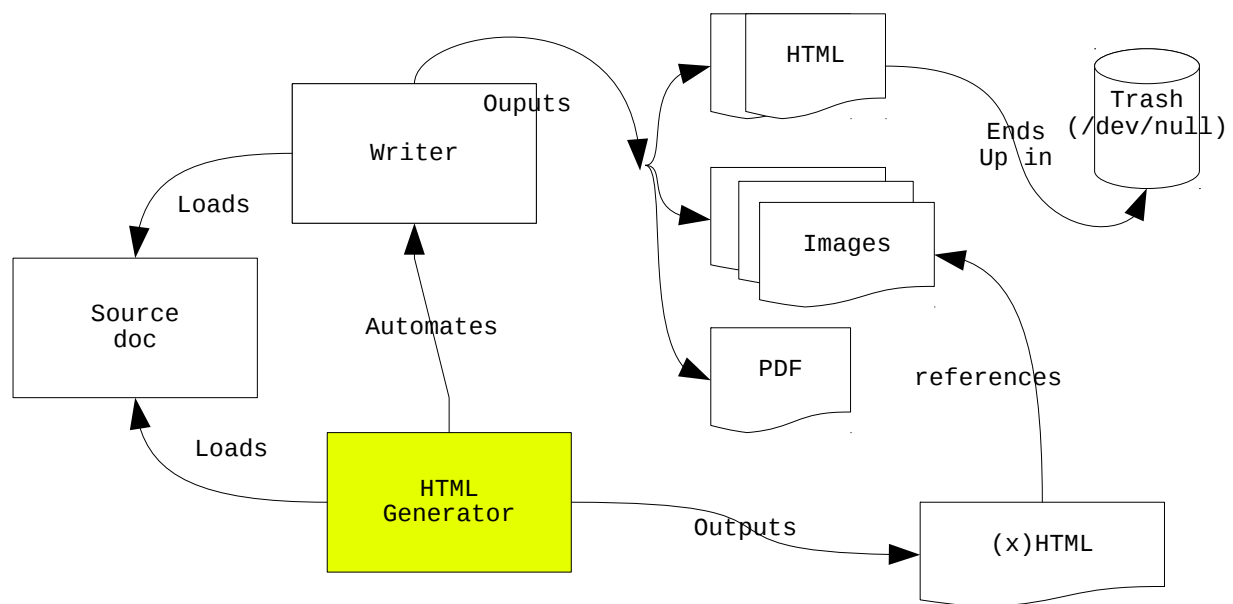 HTML
Trash
(/dev/null)
Ouputs
Ends
Up in
Writer
Loads
Images
Source
doc
Automates
PDF
references
Loads
HTML
Generator
Outputs
(x)HTML